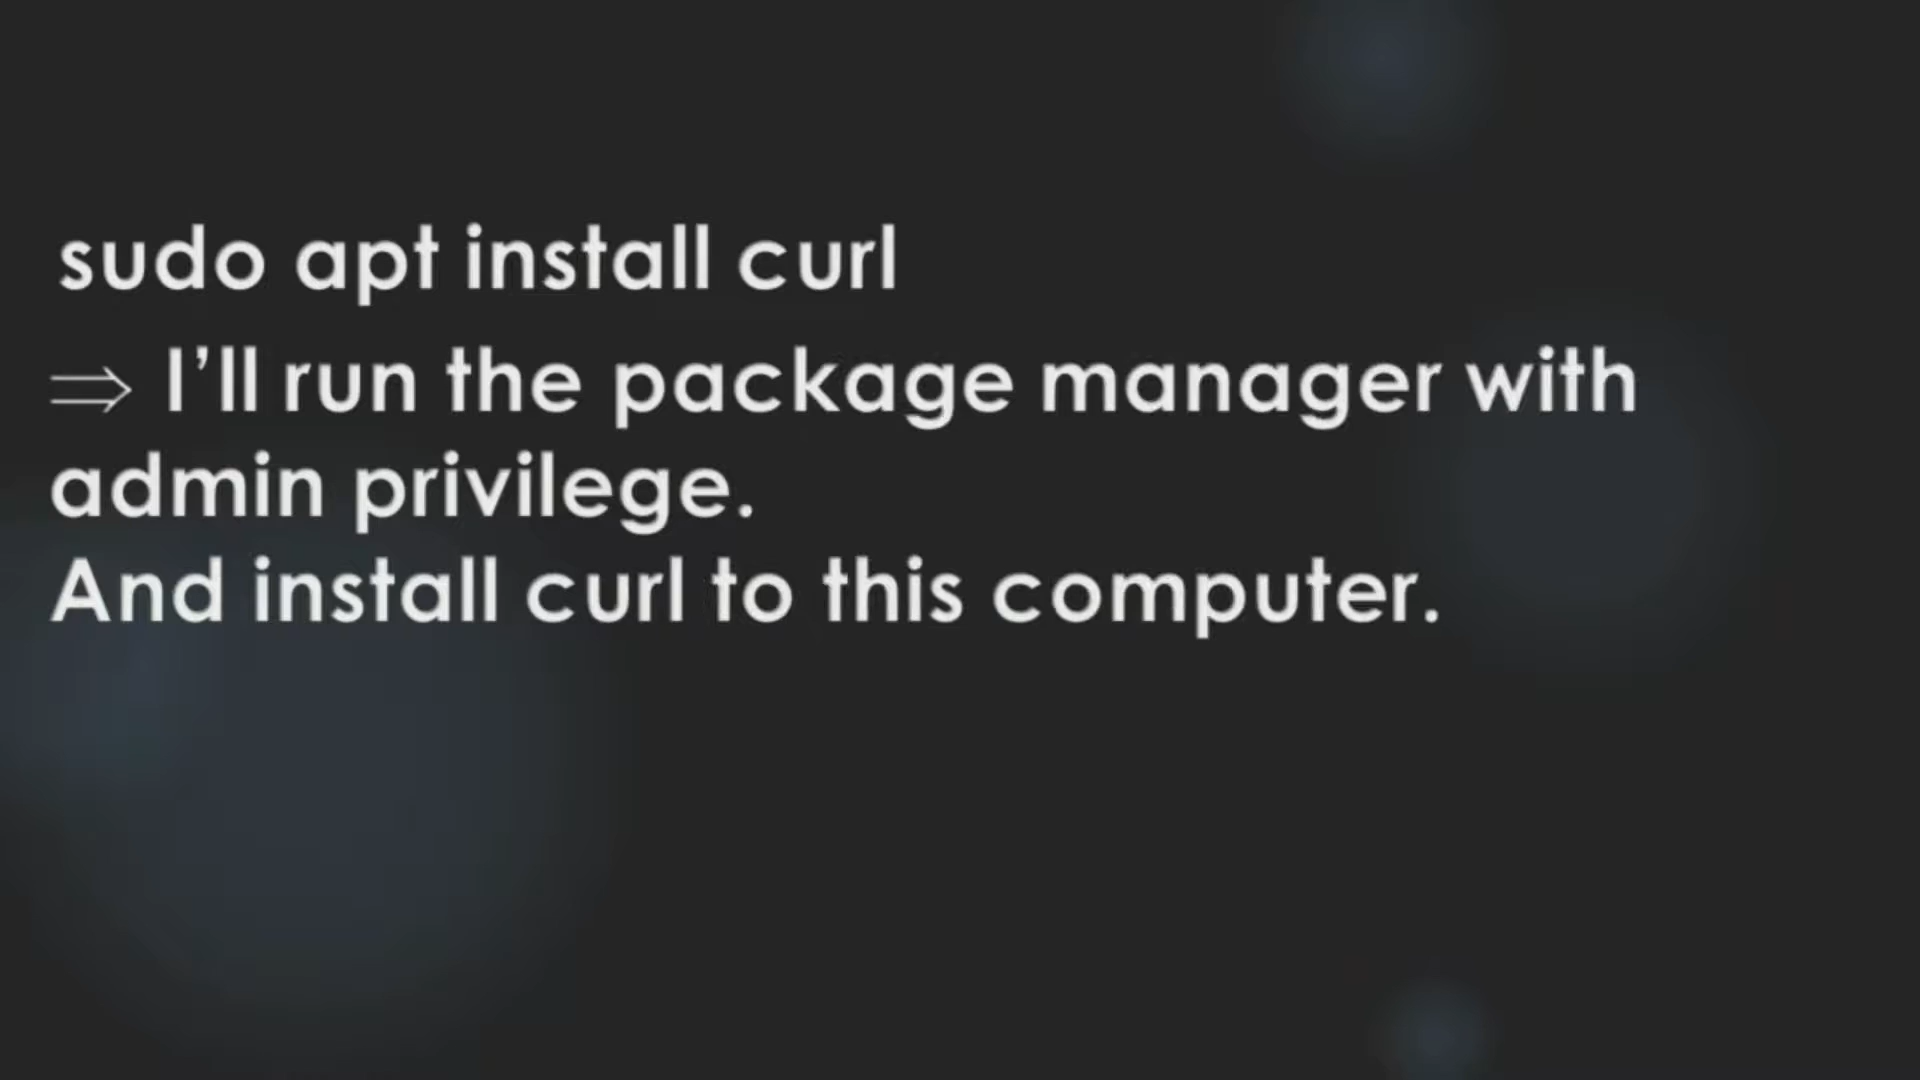 sudo apt install curl
⇒ I’ll run the package manager with
admin privilege.
And install curl to this computer.